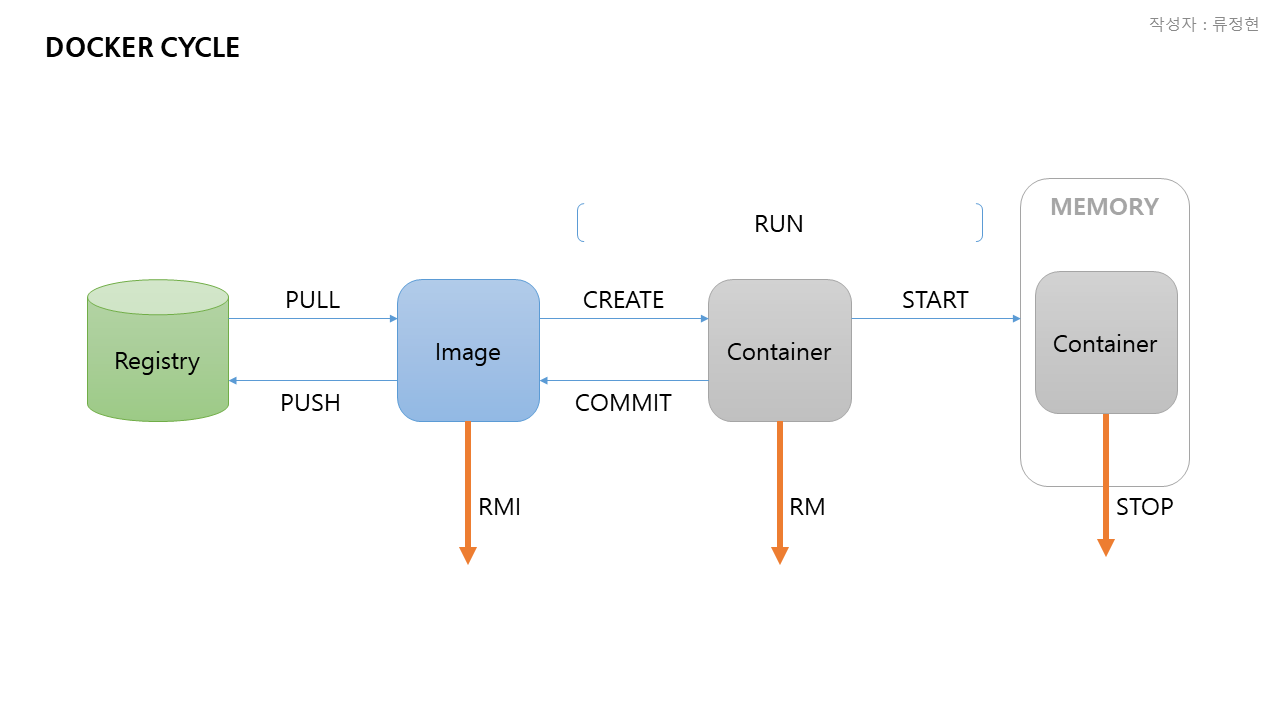 작성자 : 류정현
DOCKER CYCLE
MEMORY
RUN
PULL
CREATE
START
Registry
Image
Container
Container
PUSH
COMMIT
RMI
RM
STOP